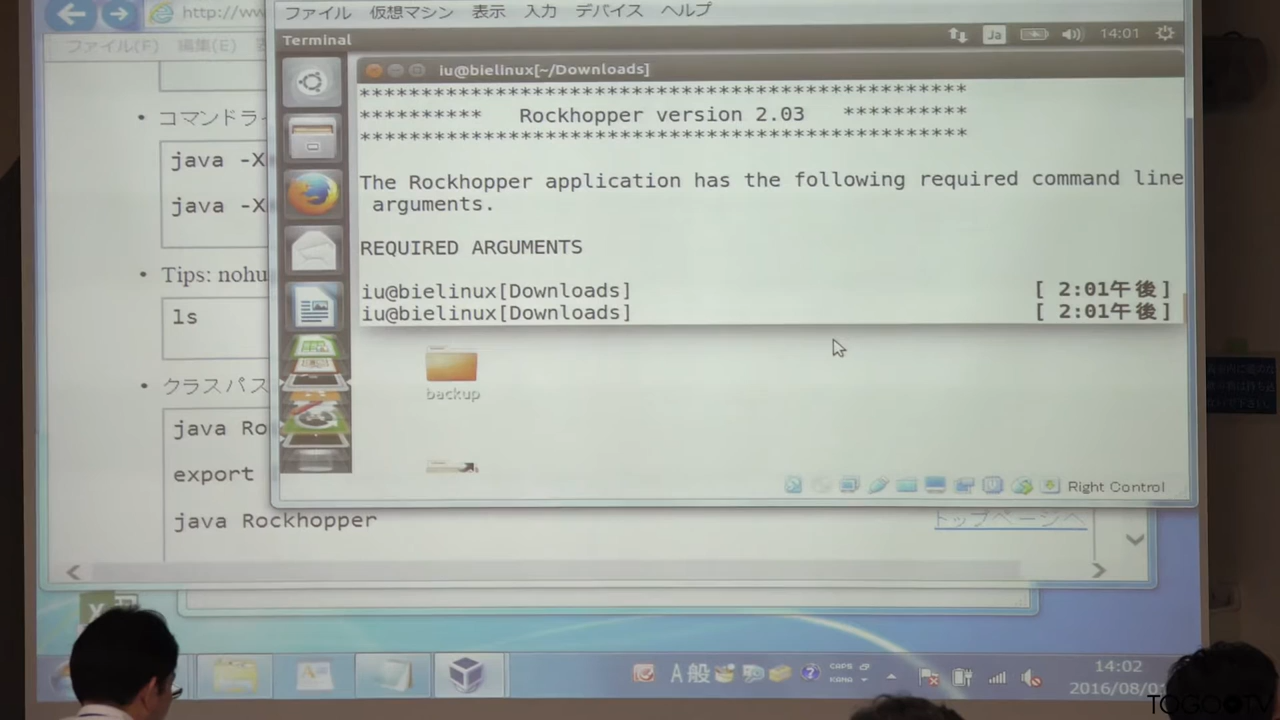 http://ww
ファイル(F) 編集(E) 表
・コマンドライ
java -X
java -X
・Tips: nohu
ls
・クラスパス
java Ro
export
java Rockhopper
トップページへ
ファイル 仮想マシン 表示 入力 デバイス ヘルプ
Terminal Ja 14:01
iu@bielinux[~/Downloads]
*************************************************
********** Rockhopper version 2.03 **********
*************************************************
The Rockhopper application has the following required command line
arguments.
REQUIRED ARGUMENTS
iu@bielinux[Downloads] [ 2:01午後]
iu@bielinux[Downloads] [ 2:01午後]
backup
Right Control
A 般 CAPS KANA 14:02
2016/08/0
TOGO TV